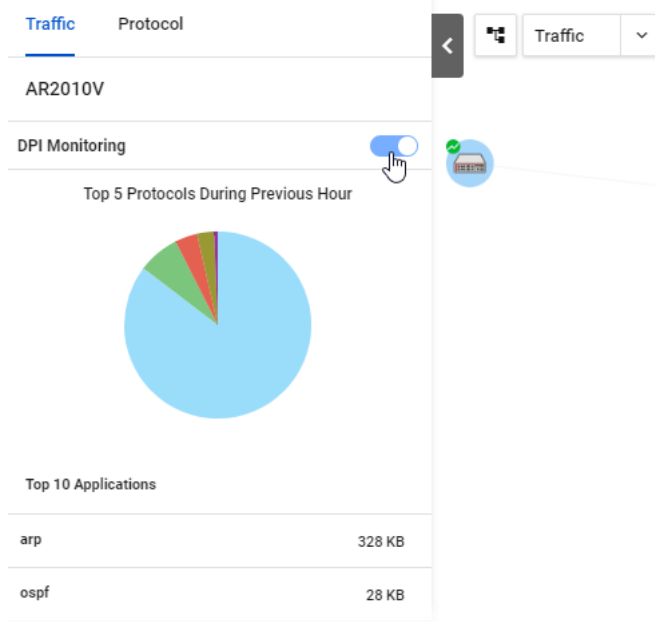 Traffic Protocol
Traffic
AR2010V
DPI Monitoring
Top 5 Protocols During Previous Hour
Top 10 Applications
arp 328 KB
ospf 28 KB